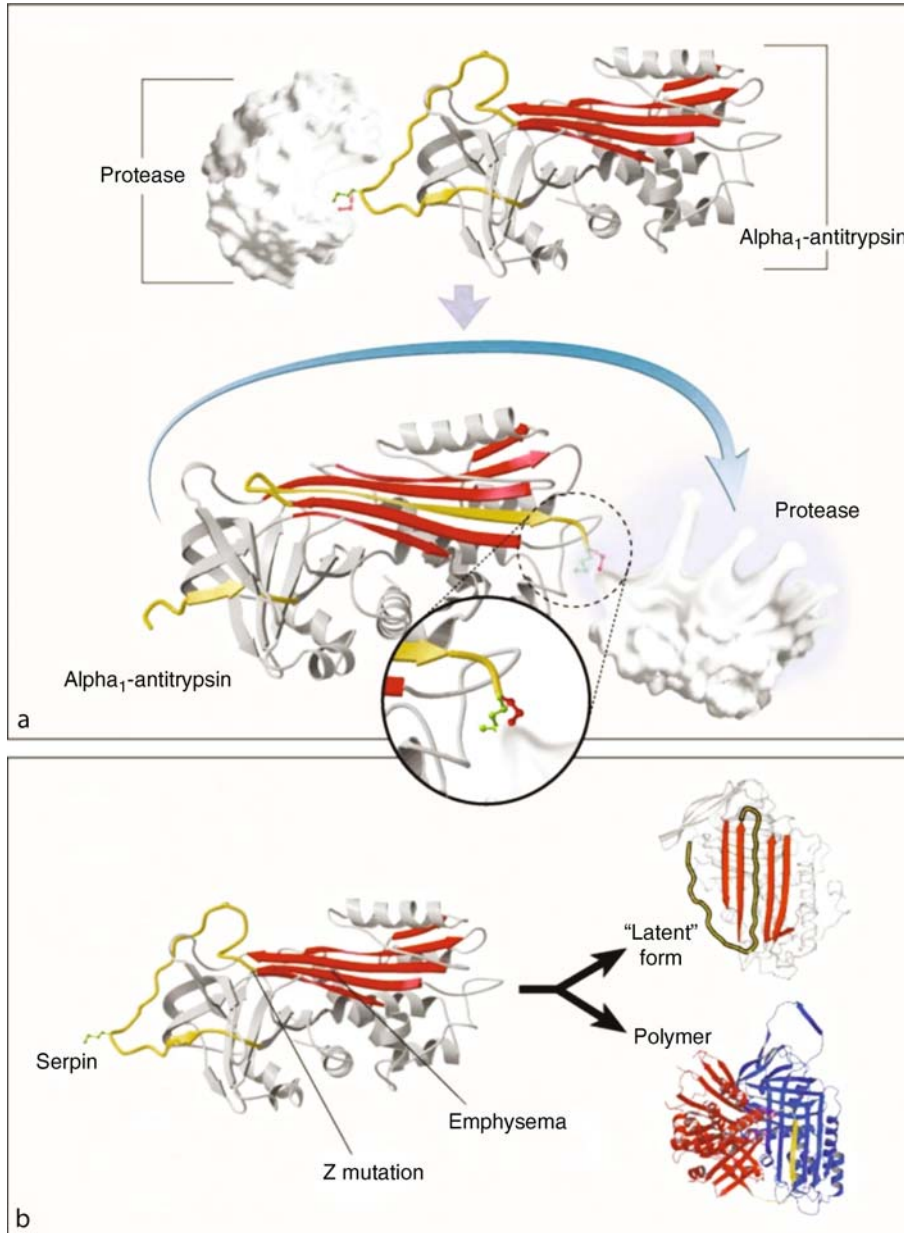 Protease
Alpha₁-antitrypsin
Protease
Alpha₁-antitrypsin
a
"Latent"
form
Polymer
Serpin
Emphysema
Z mutation
b